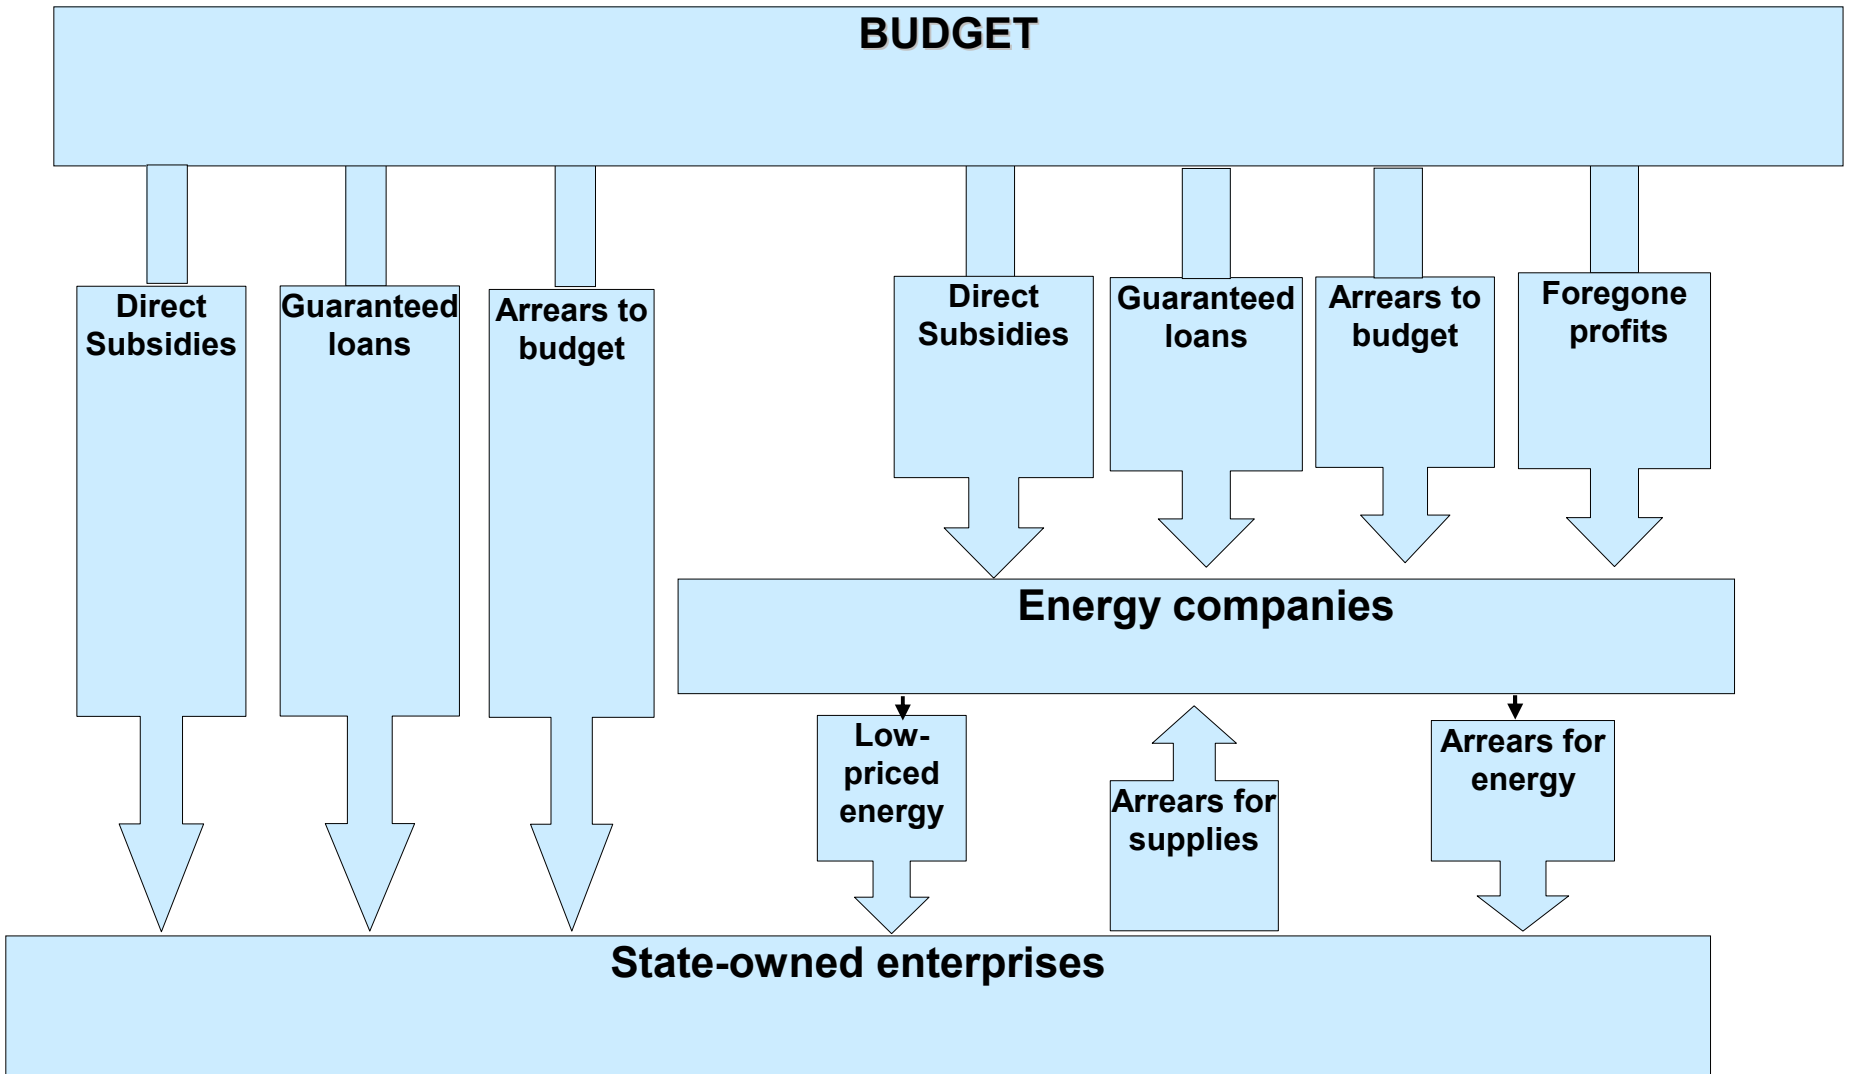 BUDGET
Direct
Subsidies
Guaranteed
loans
Arrears to
budget
Direct
Subsidies
Guaranteed
loans
Arrears to
budget
Foregone
profits
Energy companies
Low-
priced
energy
Arrears for
supplies
Arrears for
energy
State-owned enterprises